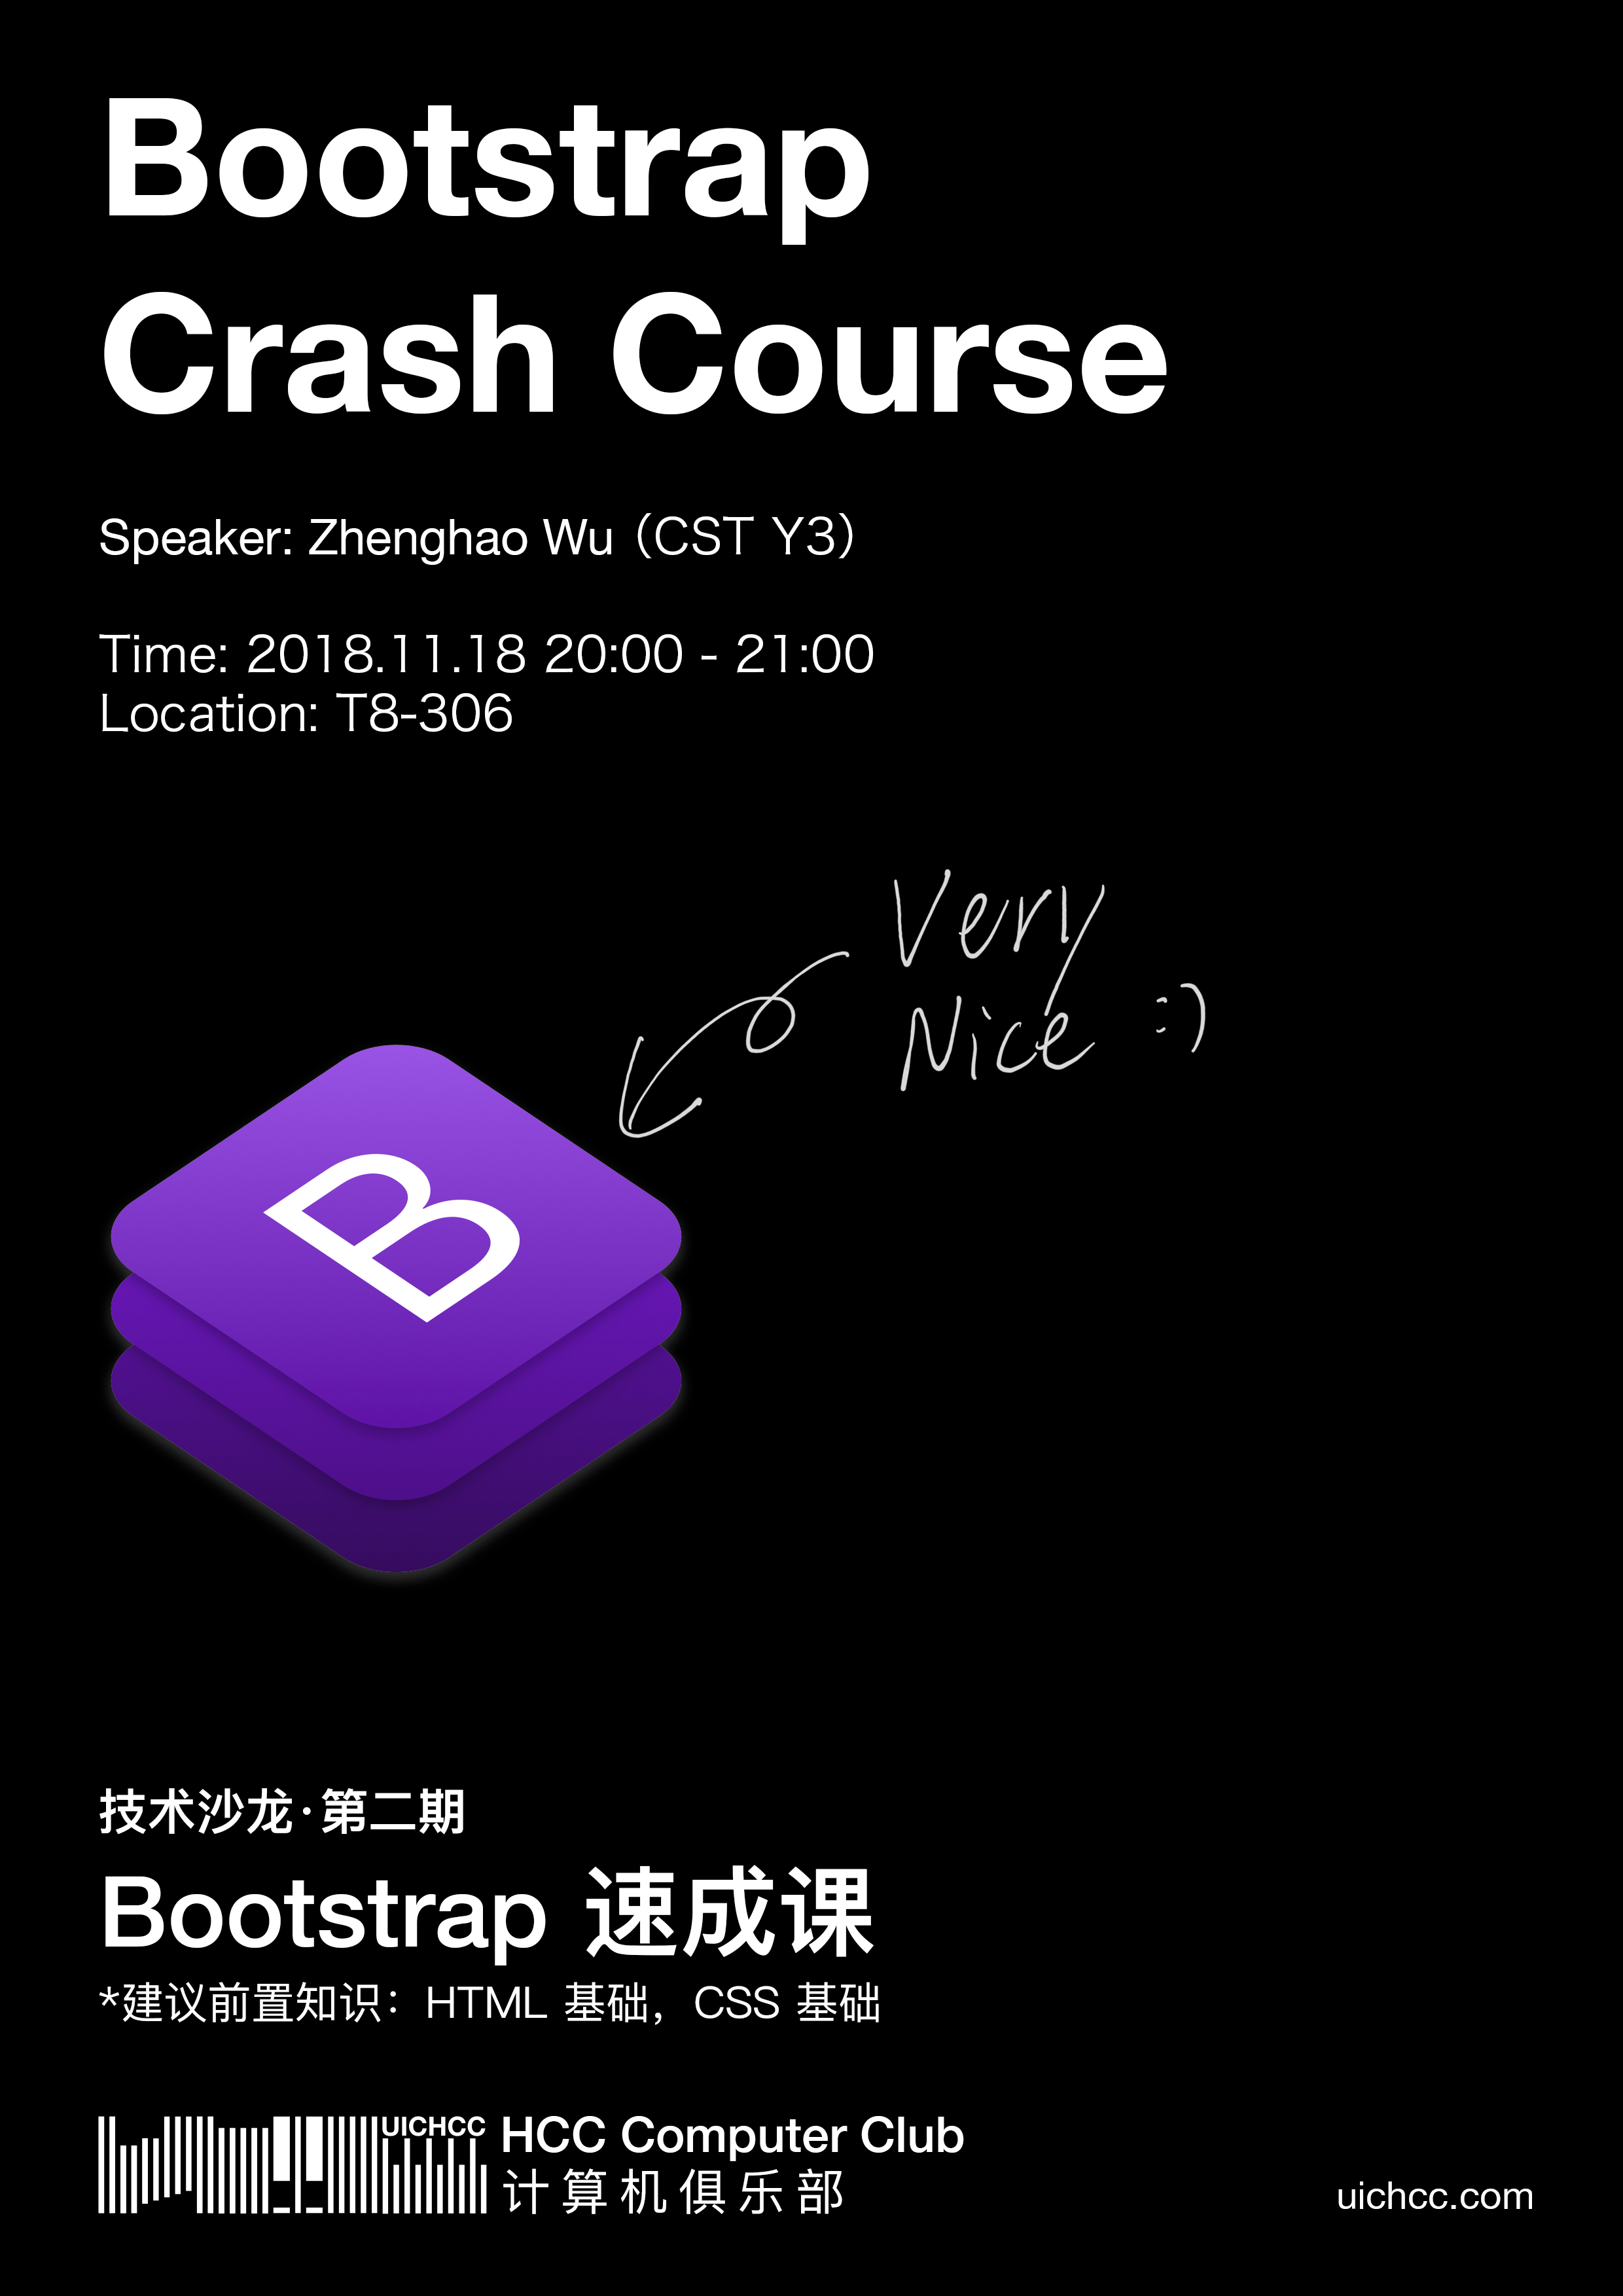 Bootstrap
Crash Course
Speaker: Zhenghao Wu（CST Y3）
Time: 2018.11.18 20:00 - 21:00
Location: T8-306
Very
Nice :)
B
技术沙龙·第二期
Bootstrap 速成课
*建议前置知识：HTML 基础，CSS 基础
UICHCC
HCC Computer Club
计算机俱乐部
uichcc.com